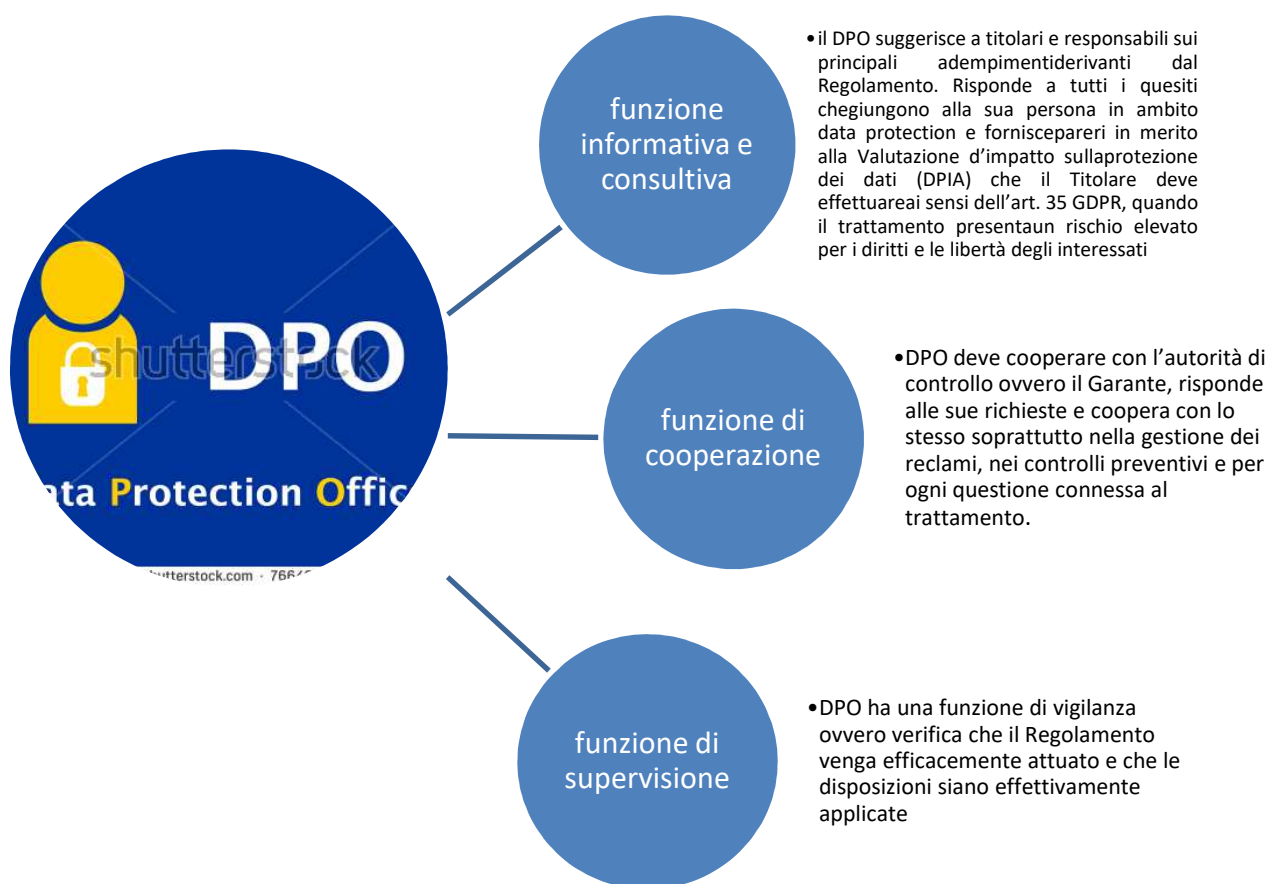 funzione
informativa e
consultiva
•il DPO suggerisce a titolari e responsabili sui
principali adempimentiderivanti dal
Regolamento. Risponde a tutti i quesiti
chegiungono alla sua persona in ambito
data protection e forniscepareri in merito
alla Valutazione d’impatto sullaprotezione
dei dati (DPIA) che il Titolare deve
effettuareai sensi dell’art. 35 GDPR, quando
il trattamento presentaun rischio elevato
per i diritti e le libertà degli interessati
shutterstock
DPO
ata Protection Offic
utterstock.com · 766
funzione di
cooperazione
•DPO deve cooperare con l’autorità di
controllo ovvero il Garante, risponde
alle sue richieste e coopera con lo
stesso soprattutto nella gestione dei
reclami, nei controlli preventivi e per
ogni questione connessa al
trattamento.
funzione di
supervisione
•DPO ha una funzione di vigilanza
ovvero verifica che il Regolamento
venga efficacemente attuato e che le
disposizioni siano effettivamente
applicate